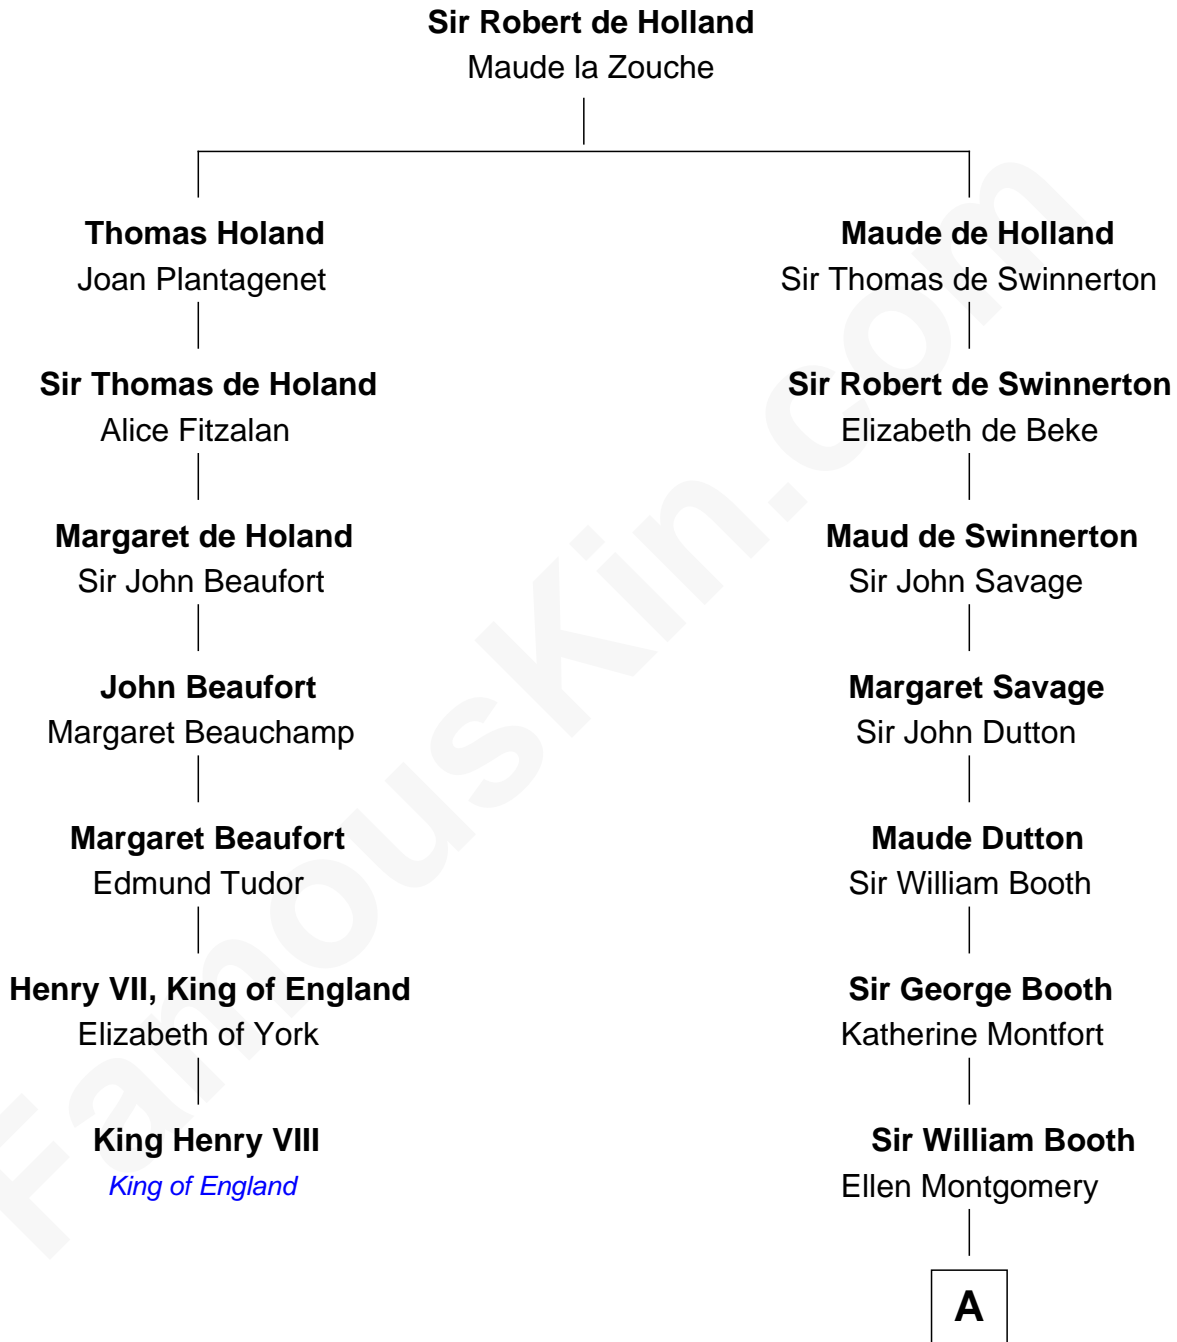 Sir Robert de Holland
Maude la Zouche
Thomas Holand
Joan Plantagenet
Maude de Holland
Sir Thomas de Swinnerton
Sir Thomas de Holand
Alice Fitzalan
Sir Robert de Swinnerton
Elizabeth de Beke
Margaret de Holand
Sir John Beaufort
Maud de Swinnerton
Sir John Savage
John Beaufort
Margaret Beauchamp
Margaret Savage
Sir John Dutton
Margaret Beaufort
Edmund Tudor
Maude Dutton
Sir William Booth
Henry VII, King of England
Elizabeth of York
Sir George Booth
Katherine Montfort
King Henry VIII
King of England
Sir William Booth
Ellen Montgomery
A
FamousKin.com